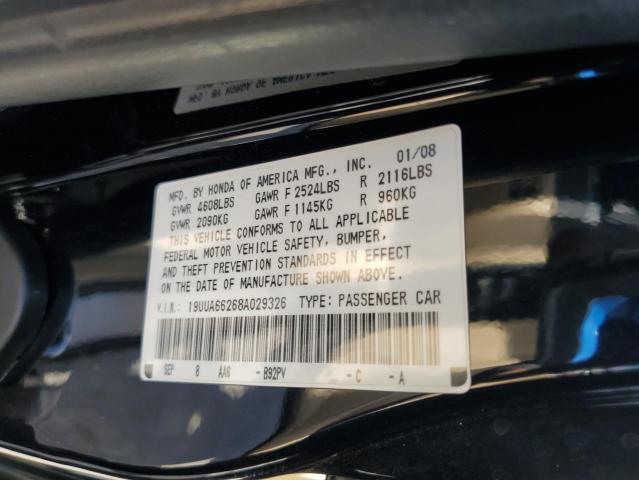 MFD. BY HONDA OF AMERICA MFG., INC. 01/08
GVWR 4608LBS GAWR F 2524LBS R 2116LBS
GVWR 2090KG GAWR F 1145KG R 960KG
THIS VEHICLE CONFORMS TO ALL APPLICABLE
FEDERAL MOTOR VEHICLE SAFETY, BUMPER,
AND THEFT PREVENTION STANDARDS IN EFFECT
ON THE DATE OF MANUFACTURE SHOWN ABOVE.
V.I.N.: 19UUA66268A029326 TYPE: PASSENGER CAR
SEP 8 AA6 -B92PV -C -A